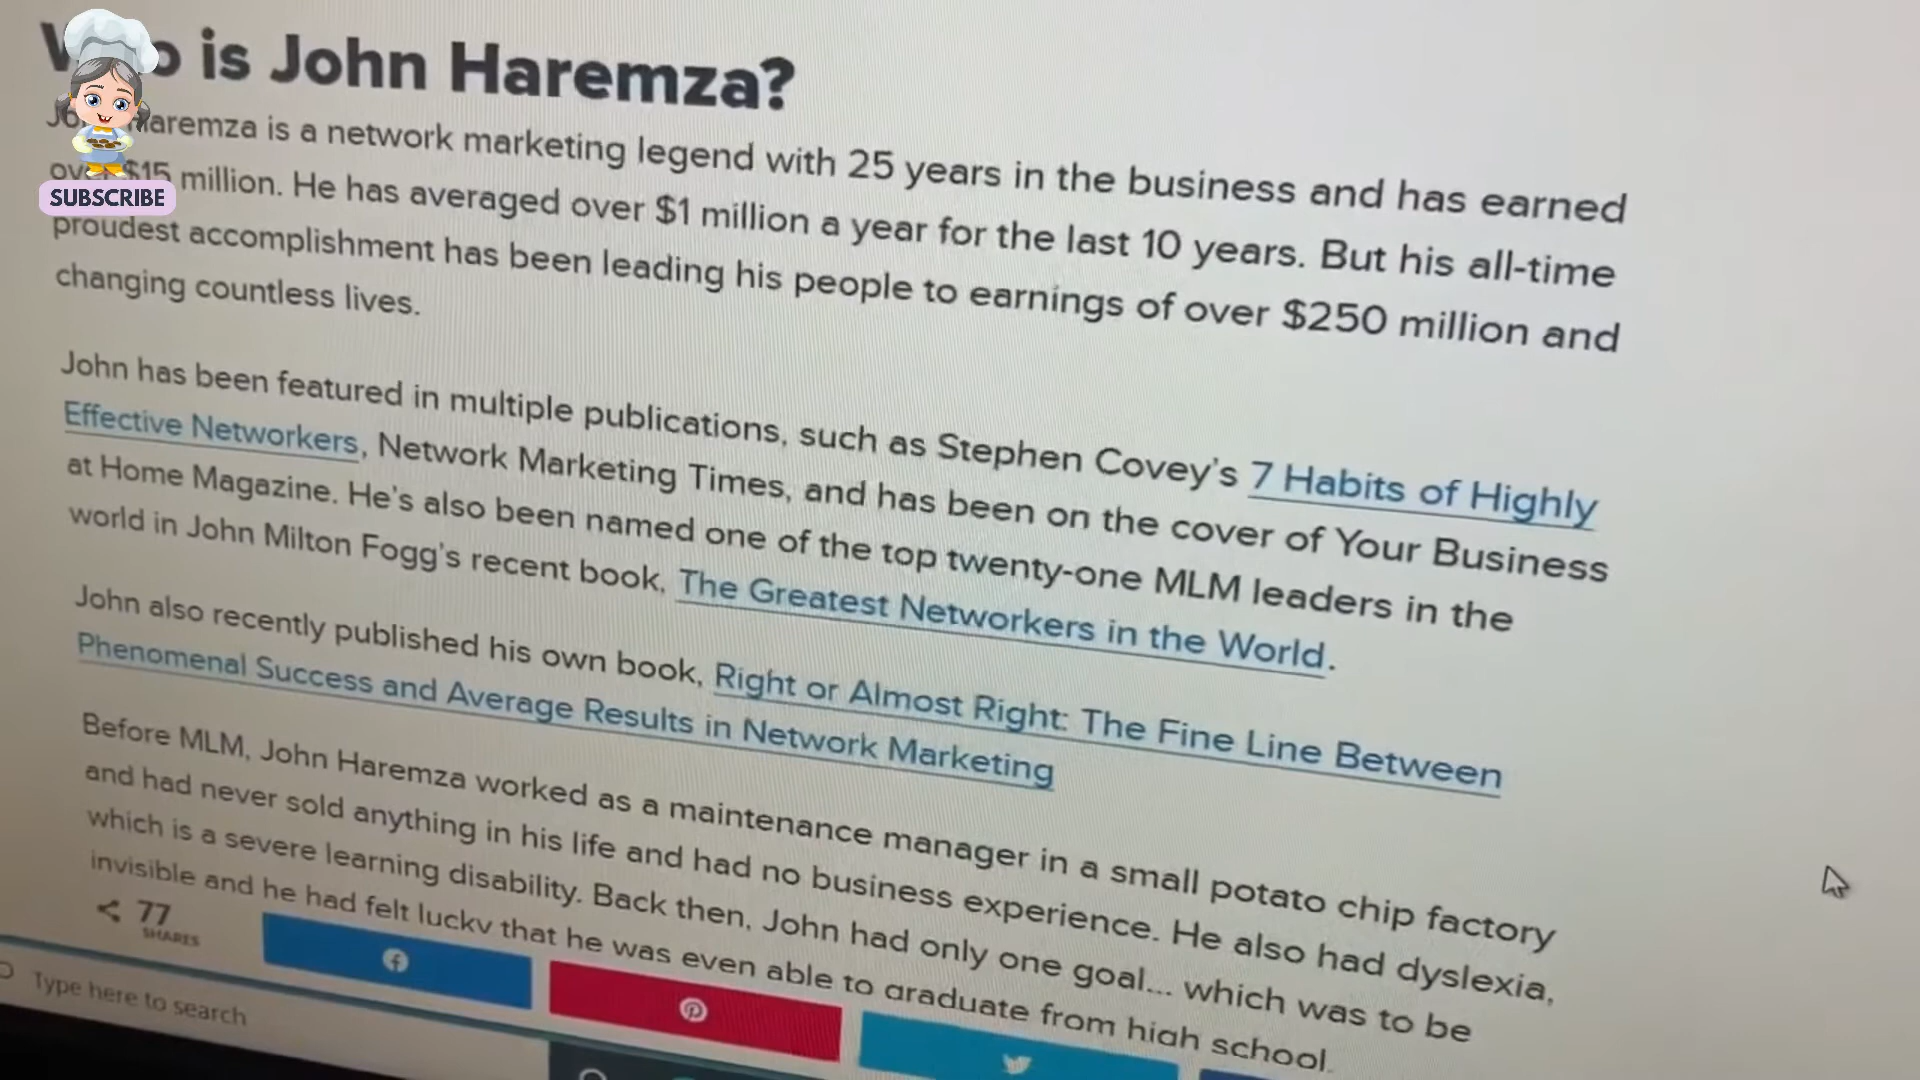 is John Haremza?
Haremza is a network marketing legend with 25 years in the business and has earned
over $15 million. He has averaged over $1 million a year for the last 10 years. But his all-time
SUBSCRIBE
proudest accomplishment has been leading his people to earnings of over $250 million and
changing countless lives.
John has been featured in multiple publications, such as Stephen Covey's 7 Habits of Highly
Effective Networkers, Network Marketing Times, and has been on the cover of Your Business
at Home Magazine. He's also been named one of the top twenty-one MLM leaders in the
world in John Milton Fogg's recent book, The Greatest Networkers in the World.
John also recently published his own book, Right or Almost Right: The Fine Line Between
Phenomenal Success and Average Results in Network Marketing
Before MLM, John Haremza worked as a maintenance manager in a small potato chip factory
and had never sold anything in his life and had no business experience. He also had dyslexia,
which is a severe learning disability. Back then, John had only one goal... which was to be
invisible and he had felt lucky that he was even able to graduate from high school.
77
SHARES
Type here to search